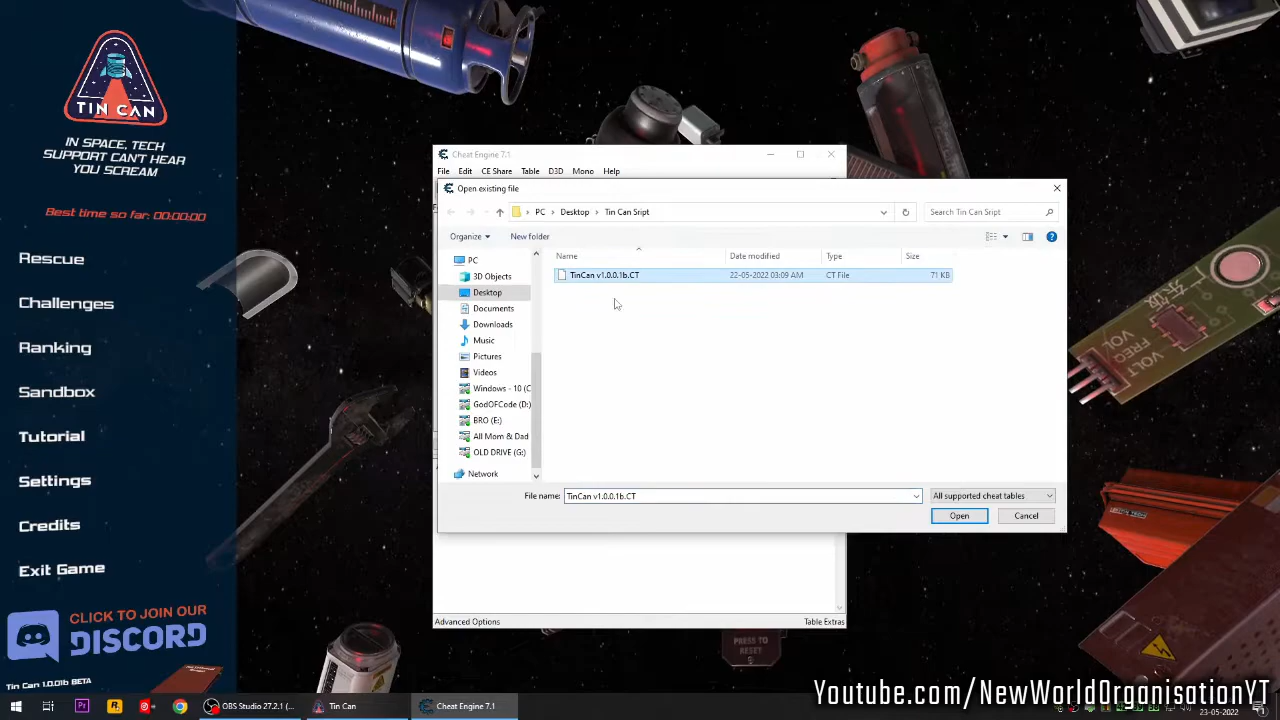 TIN CAN
IN SPACE, TECH
SUPPORT CAN'T HEAR
YOU SCREAM
Best time so far: 00:00:00
Rescue
Challenges
Ranking
Sandbox
Tutorial
Settings
Credits
Exit Game
CLICK TO JOIN OUR
DISCORD
Tin Can 1.0.01b BETA
Cheat Engine 7.1
File Edit CE Share Table D3D Mono Help
Open existing file
PC › Desktop › Tin Can Sript
Search Tin Can Sript
Organize New folder
Name Date modified Type Size
TinCan v1.0.0.1b.CT 22-05-2022 03:09 AM CT File 71 KB
PC
3D Objects
Desktop
Documents
Downloads
Music
Pictures
Videos
Windows - 10 (C
GodOFCode (D:)
BRO (E:)
All Mom & Dad
OLD DRIVE (G:)
Network
File name: TinCan v1.0.0.1b.CT All supported cheat tables
Open Cancel
Advanced Options Table Extras
FREQ
VOLT
VOLT
PRESS TO
RESET
OBS Studio 27.2.1 (... Tin Can Cheat Engine 7.1
23-05-2022
Youtube.com/NewWorldOrganisationYT